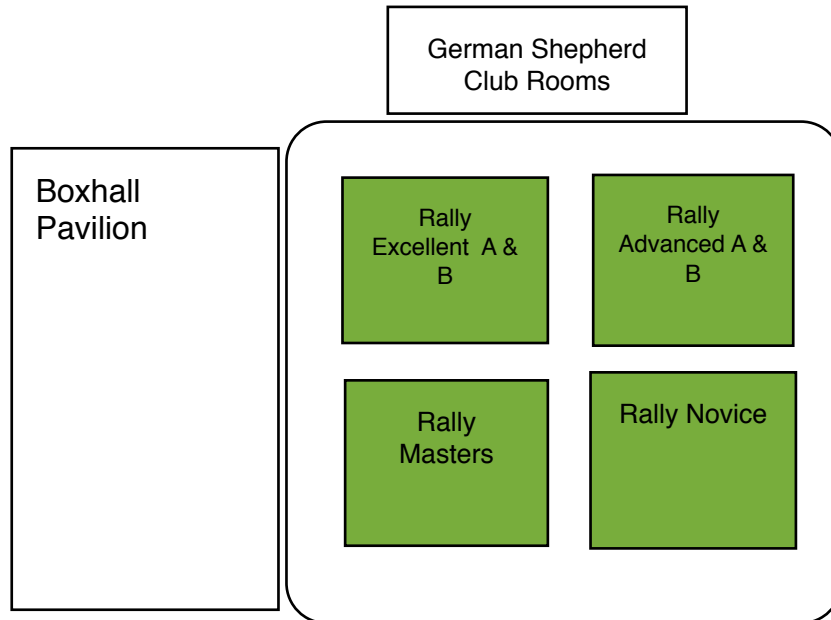 German Shepherd
Club Rooms
Boxhall
Pavilion
Rally
Excellent A &
B
Rally
Advanced A &
B
Rally
Masters
Rally Novice